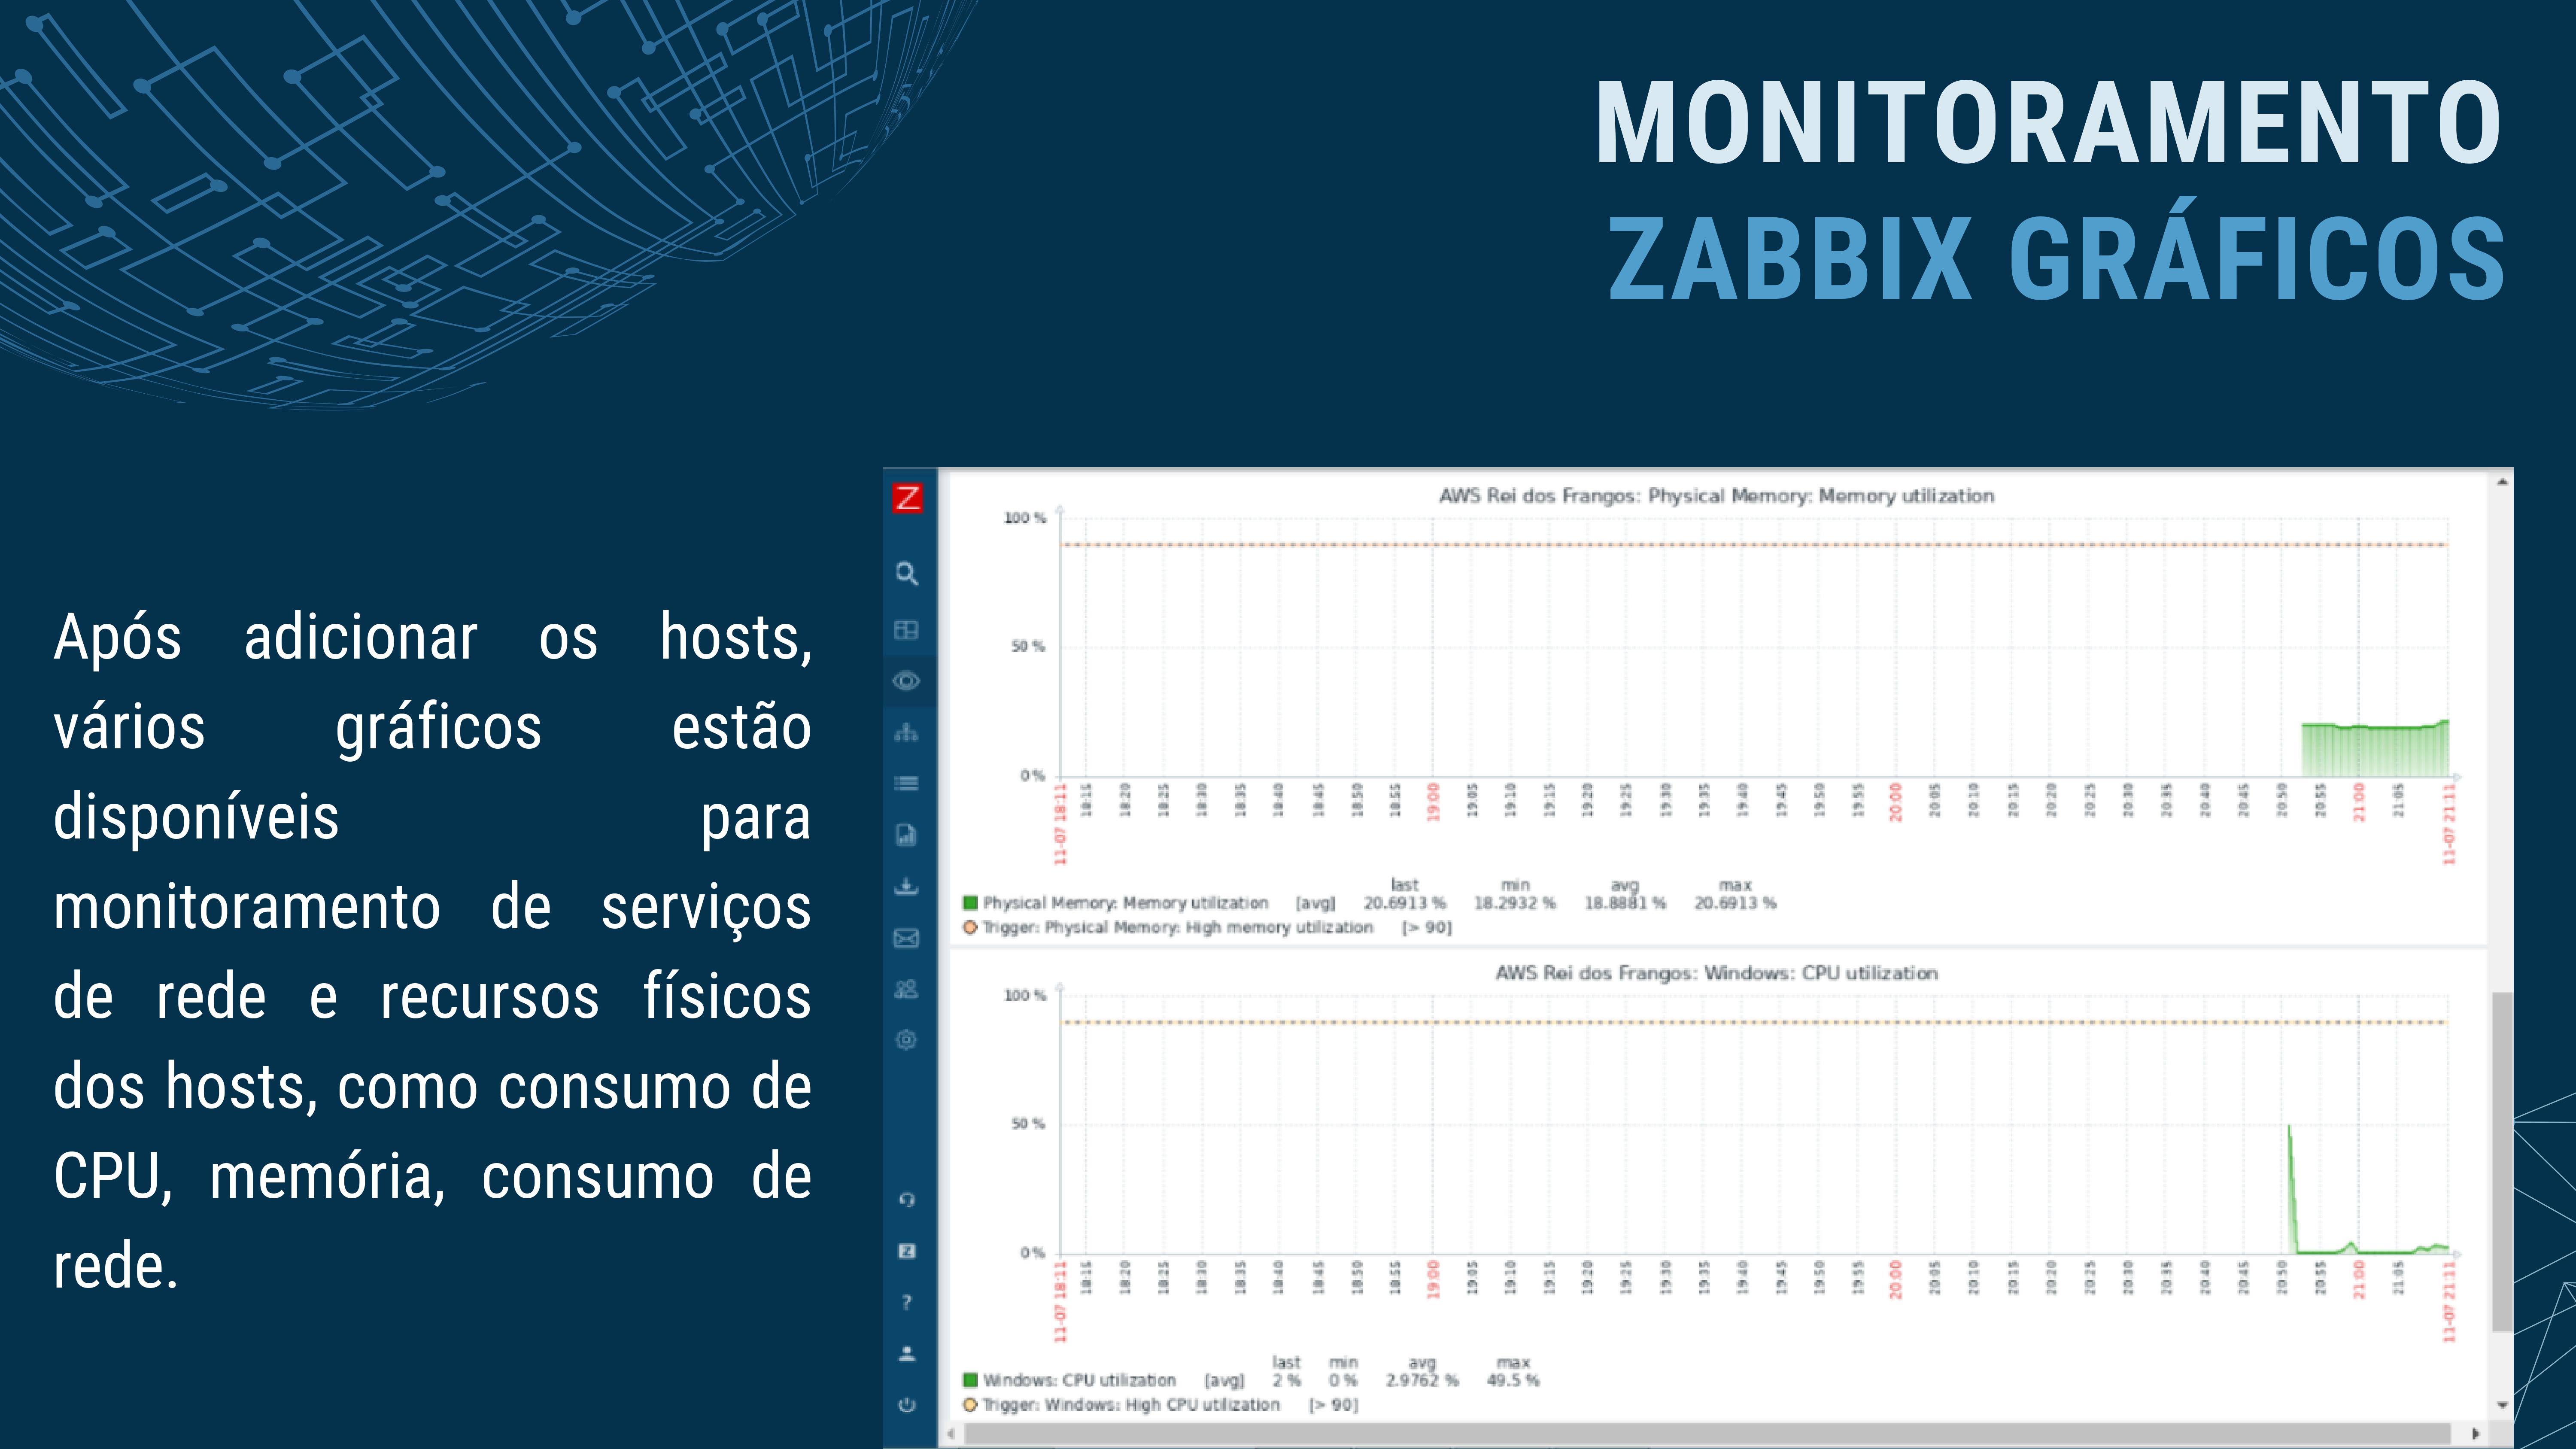 MONITORAMENTO
ZABBIX GRÁFICOS
Após adicionar os hosts,
vários gráficos estão
disponíveis para
monitoramento de serviços
de rede e recursos físicos
dos hosts, como consumo de
CPU, memória, consumo de
rede.
Z
AWS Rei dos Frangos: Physical Memory: Memory utilization
100 %
50 %
0 %
11-07 18:11 18:15 18:20 18:25 18:30 18:35 18:40 18:45 18:50 18:55 19:00 19:05 19:10 19:15 19:20 19:25 19:30 19:35 19:40 19:45 19:50 19:55 20:00 20:05 20:10 20:15 20:20 20:25 20:30 20:35 20:40 20:45 20:50 20:55 21:00 21:05 11-07 21:11
last min avg max
Physical Memory: Memory utilization [avg] 20.6913 % 18.2932 % 18.8881 % 20.6913 %
Trigger: Physical Memory: High memory utilization [> 90]
AWS Rei dos Frangos: Windows: CPU utilization
100 %
50 %
0 %
11-07 18:11 18:15 18:20 18:25 18:30 18:35 18:40 18:45 18:50 18:55 19:00 19:05 19:10 19:15 19:20 19:25 19:30 19:35 19:40 19:45 19:50 19:55 20:00 20:05 20:10 20:15 20:20 20:25 20:30 20:35 20:40 20:45 20:50 20:55 21:00 21:05 11-07 21:11
last min avg max
Windows: CPU utilization [avg] 2 % 0 % 2.9762 % 49.5 %
Trigger: Windows: High CPU utilization [> 90]
Z
?